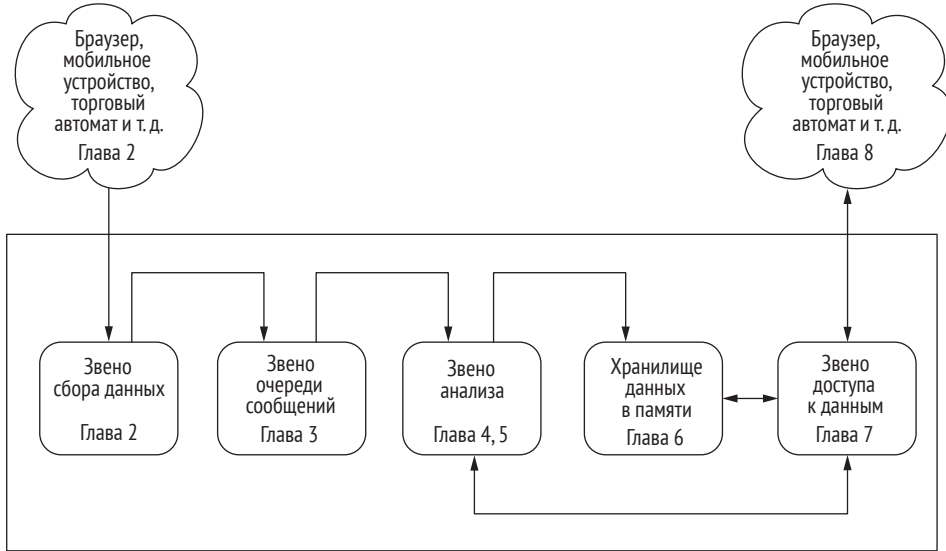 Браузер,
мобильное
устройство,
торговый
автомат и т. д.
Глава 2
Браузер,
мобильное
устройство,
торговый
автомат и т. д.
Глава 8
Звено
сбора данных
Глава 2
Звено
очереди
сообщений
Глава 3
Звено
анализа
Глава 4, 5
Хранилище
данных
в памяти
Глава 6
Звено
доступа
к данным
Глава 7